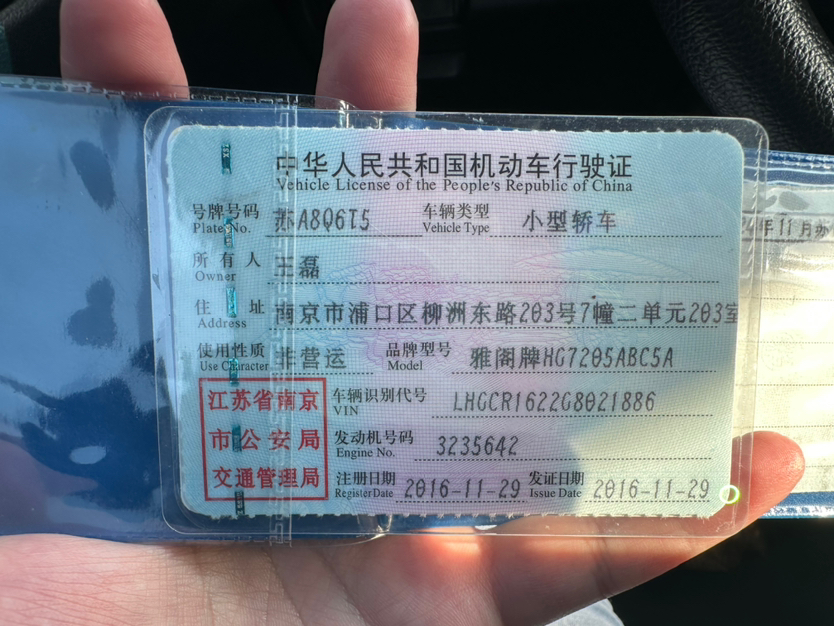 中华人民共和国机动车行驶证
Vehicle License of the People's Republic of China
号牌号码 Plate No. 苏A8Q6T5 车辆类型 Vehicle Type 小型轿车
所有人 Owner 王磊
住址 Address 南京市浦口区柳洲东路203号7幢二单元203室
使用性质 Use Character 非营运 品牌型号 Model 雅阁牌HG7205ABC5A
江苏省南京市公安局交通管理局
车辆识别代号 VIN LHGCR1622G8021886
发动机号码 Engine No. 3235642
注册日期 Register Date 2016-11-29 发证日期 Issue Date 2016-11-29
年11月